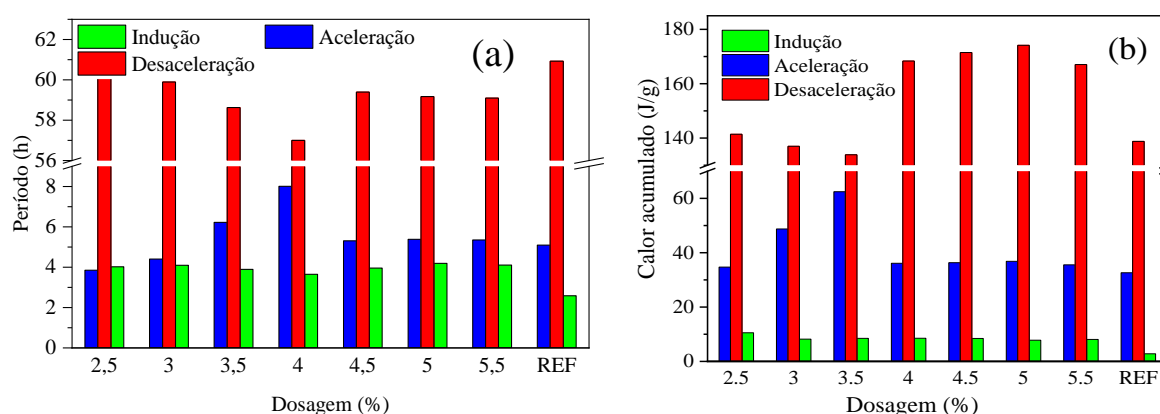 Indução Aceleração
Desaceleração
(a)
62
60
58
56
8
6
4
2
0
Período (h)
2,5 3 3,5 4 4,5 5 5,5 REF
Dosagem (%)
Indução
Aceleração
Desaceleração
(b)
170
140
60
40
20
0
Calor acumulado (J/g)
2.5 3 3.5 4 4.5 5 5.5 REF
Dosagem (%)